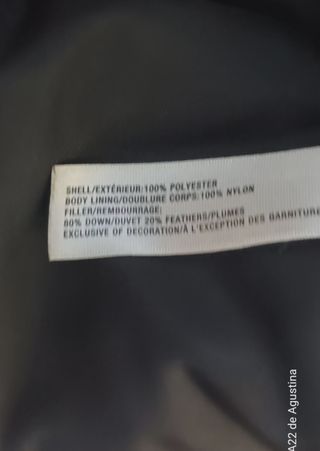 SHELL/EXTÉRIEUR:100% POLYESTER
BODY LINING/DOUBLURE CORPS:100% NYLON
FILLER/REMBOURRAGE:
80% DOWN/DUVET 20% FEATHERS/PLUMES
EXCLUSIVE OF DECORATION/À L'EXCEPTION DES GARNITURE
A22 de Agustina